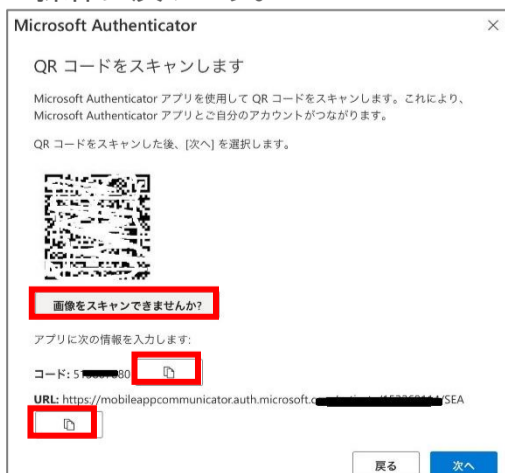 Microsoft Authenticator
QR コードをスキャンします
Microsoft Authenticator アプリを使用して QR コードをスキャンします。これにより、
Microsoft Authenticator アプリとご自分のアカウントがつながります。
QR コードをスキャンした後、[次へ] を選択します。
画像をスキャンできませんか?
アプリに次の情報を入力します:
コード:
URL: https://mobileappcommunicator.auth.microsoft. /SEA
戻る
次へ